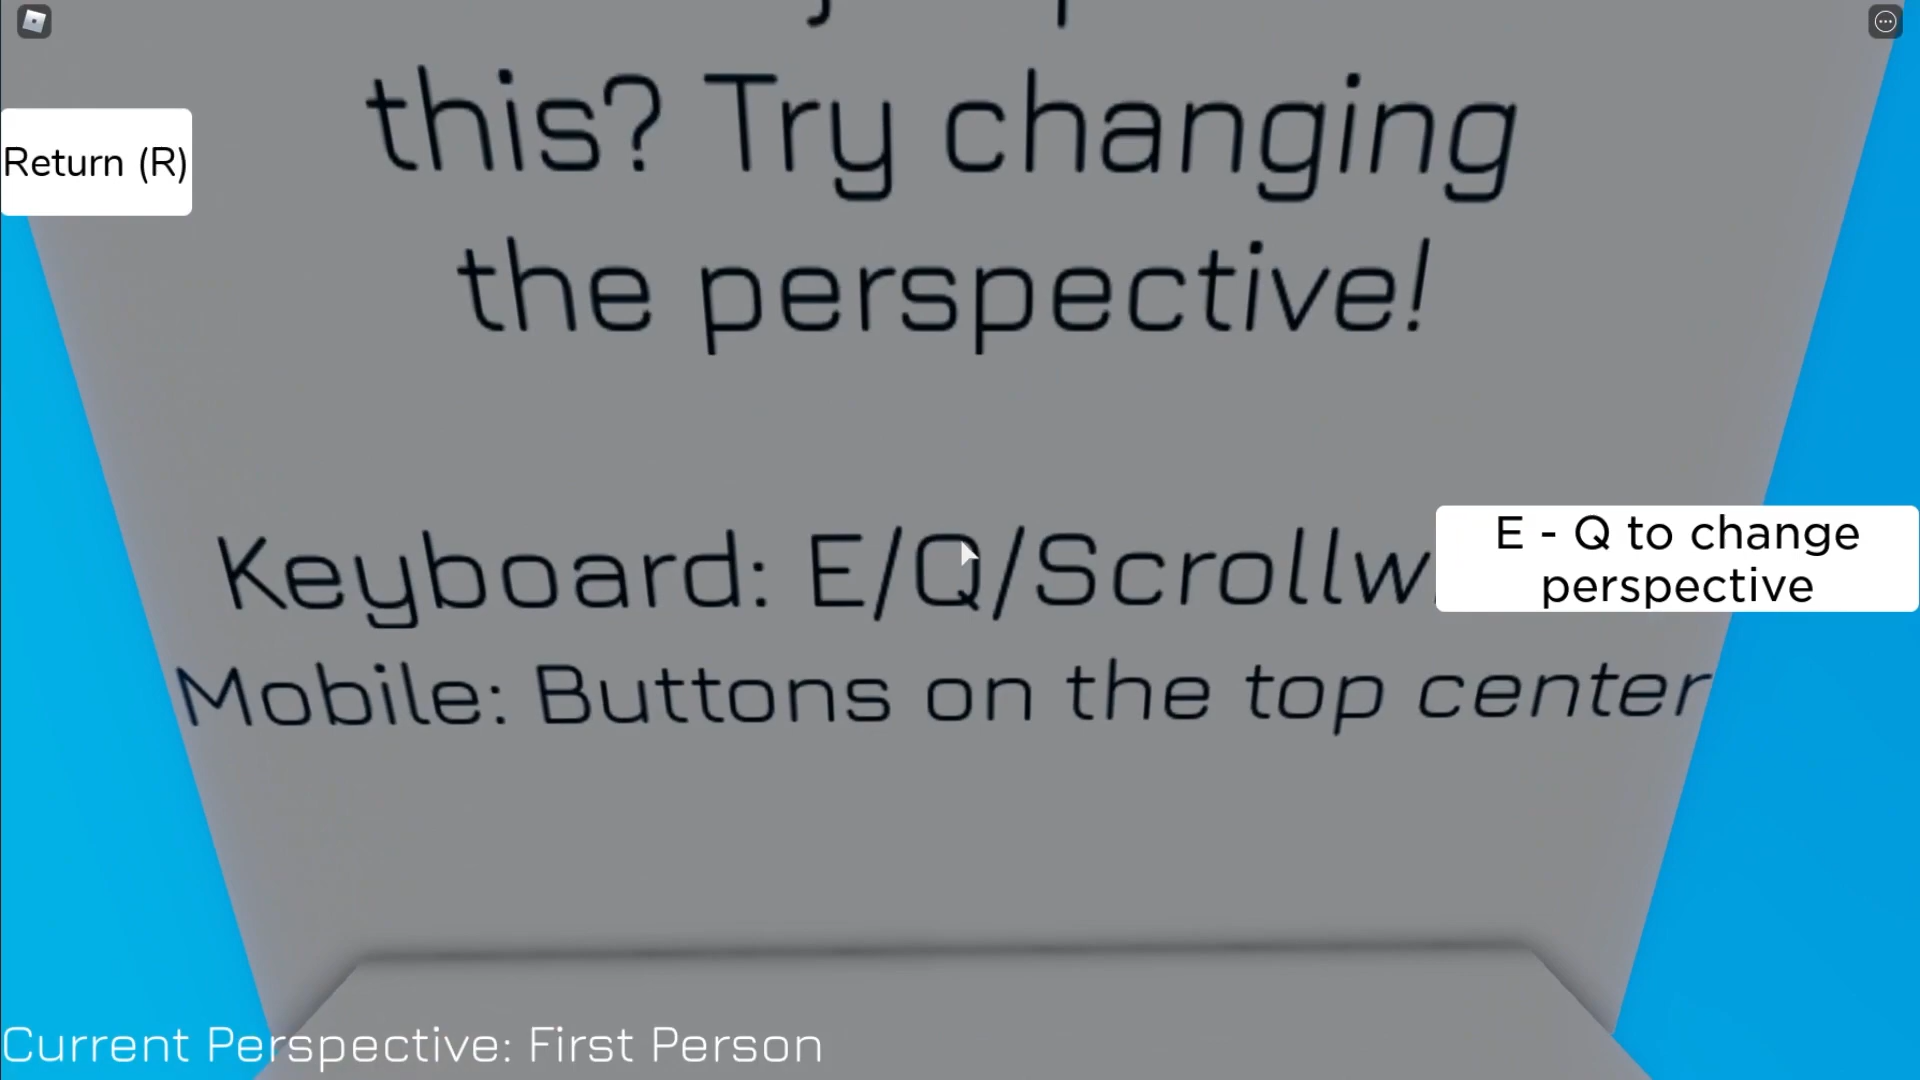 this? Try changing
the perspective!
Return (R)
Keyboard: E/Q/Scrollw
E - Q to change
perspective
Mobile: Buttons on the top center
Current Perspective: First Person